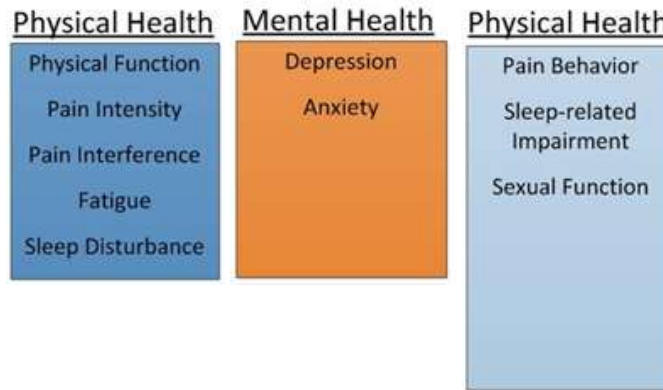 Physical Health
Physical Function
Pain Intensity
Pain Interference
Fatigue
Sleep Disturbance
Mental Health
Depression
Anxiety
Physical Health
Pain Behavior
Sleep-related
Impairment
Sexual Function